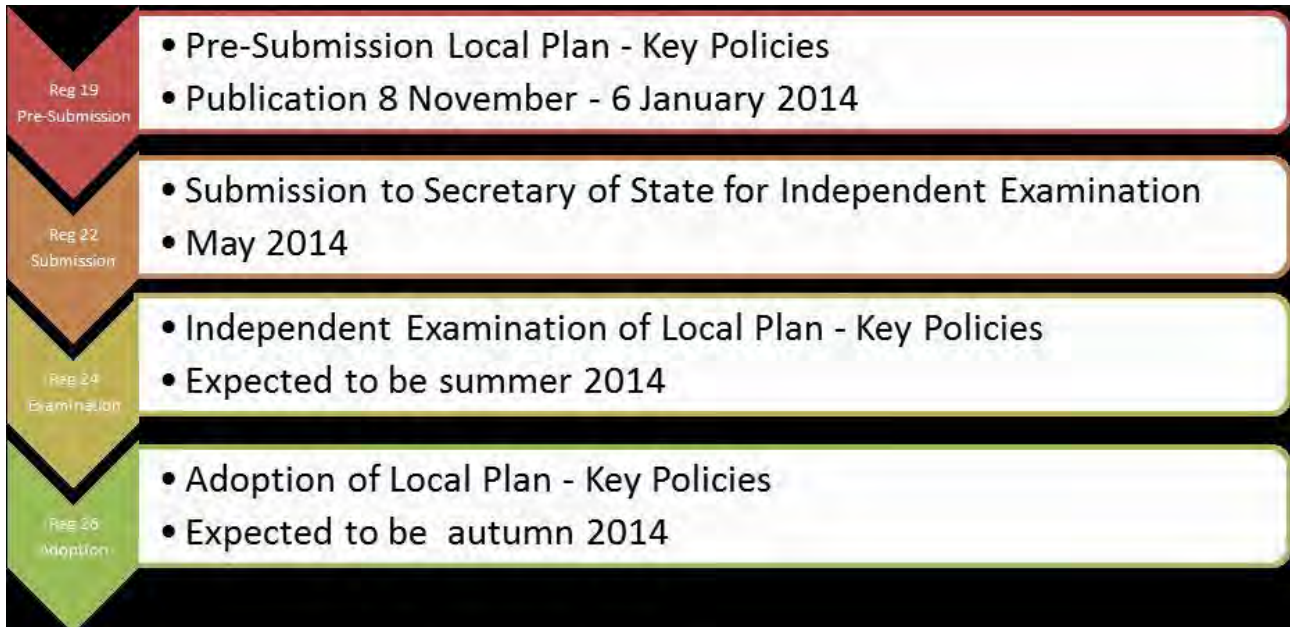 Reg 19
Pre-Submission
• Pre-Submission Local Plan - Key Policies
• Publication 8 November - 6 January 2014
Reg 22
Submission
• Submission to Secretary of State for Independent Examination
• May 2014
Reg 24
Examination
• Independent Examination of Local Plan - Key Policies
• Expected to be summer 2014
Reg 26
Adoption
• Adoption of Local Plan - Key Policies
• Expected to be autumn 2014